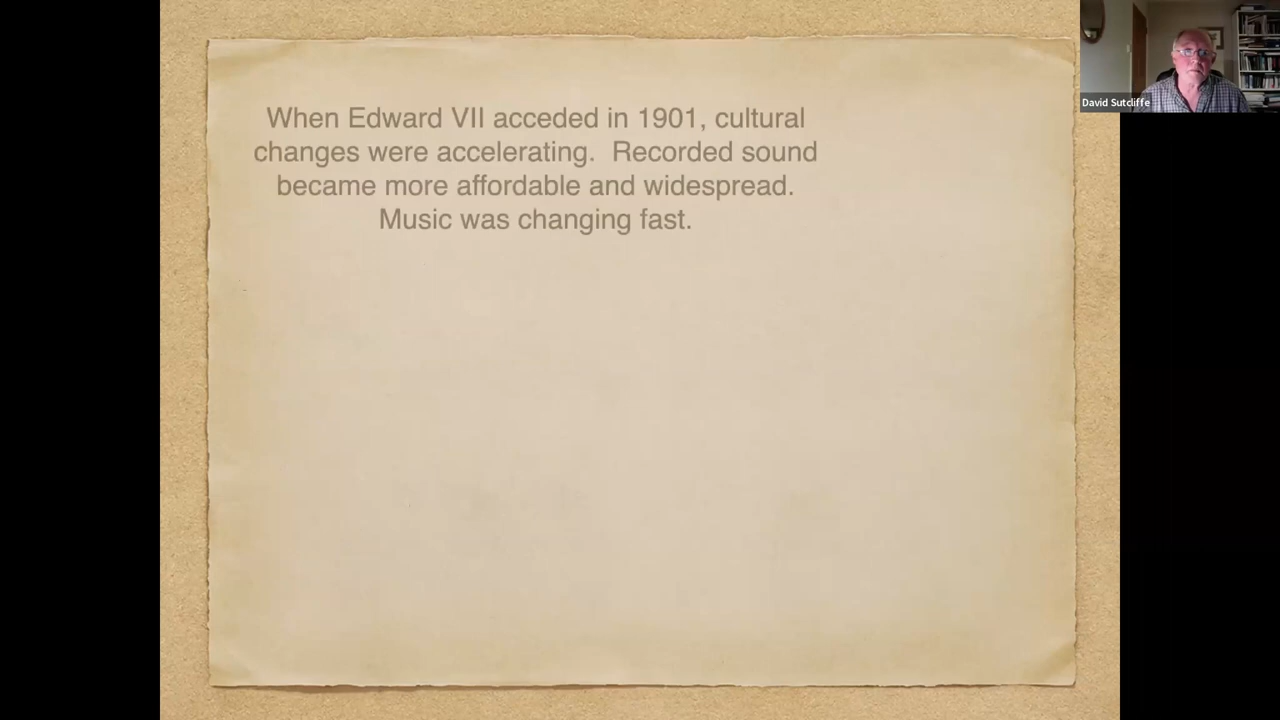 When Edward VII acceded in 1901, cultural
changes were accelerating.  Recorded sound
became more affordable and widespread.
Music was changing fast.
David Sutcliffe